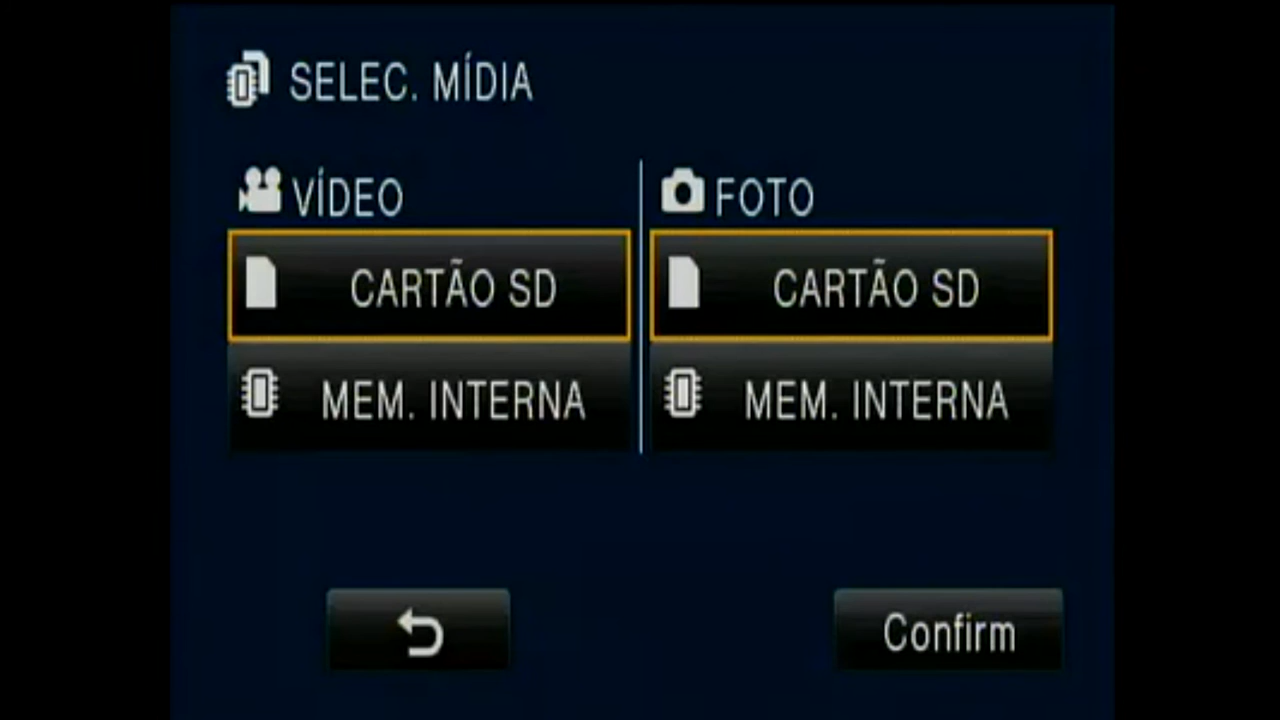 SELEC. MÍDIA
VÍDEO
CARTÃO SD
MEM. INTERNA
FOTO
CARTÃO SD
MEM. INTERNA
Confirm